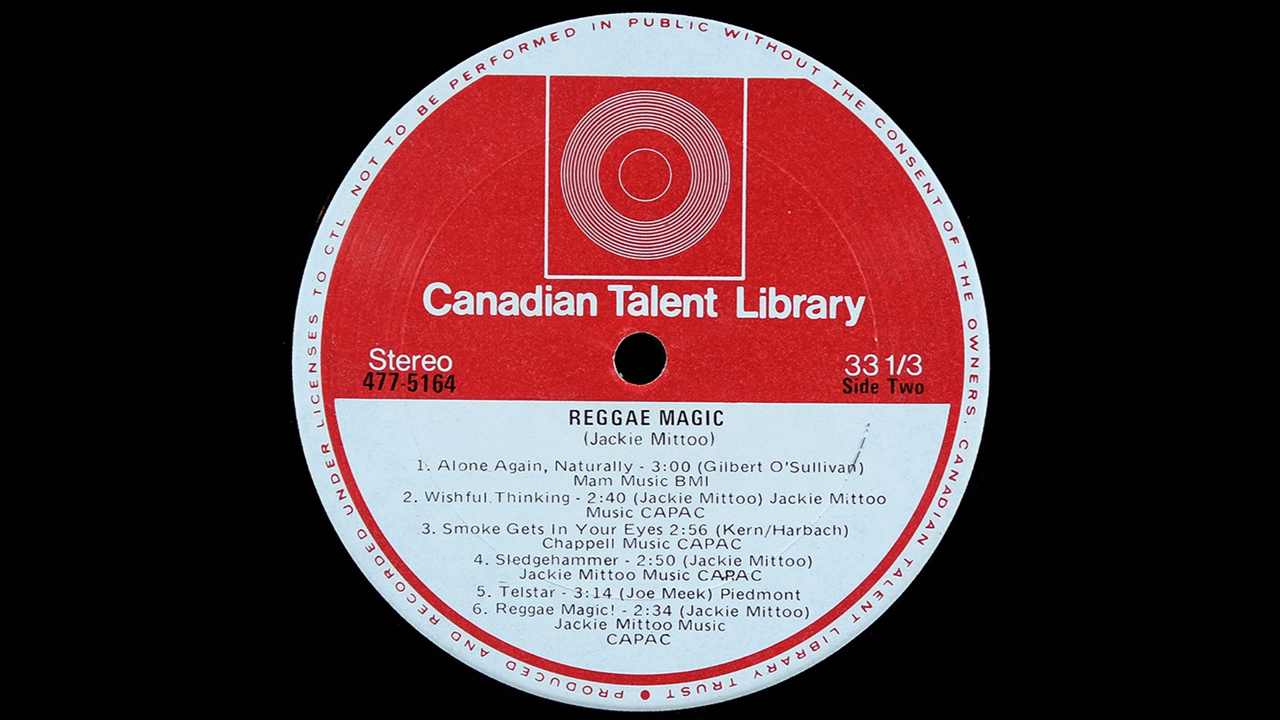 PRODUCED AND RECORDED UNDER LICENSES TO CTL. NOT TO BE PERFORMED IN PUBLIC WITHOUT THE CONSENT OF THE OWNERS. CANADIAN TALENT LIBRARY TRUST
Canadian Talent Library
Stereo
477-5164
33 1/3
Side Two
REGGAE MAGIC
(Jackie Mittoo)
1. Alone Again, Naturally - 3:00 (Gilbert O'Sullivan)
Mam Music BMI
2. Wishful Thinking - 2:40 (Jackie Mittoo) Jackie Mittoo
Music CAPAC
3. Smoke Gets In Your Eyes 2:56 (Kern/Harbach)
Chappell Music CAPAC
4. Sledgehammer - 2:50 (Jackie Mittoo)
Jackie Mittoo Music CAPAC
5. Telstar - 3:14 (Joe Meek) Piedmont
6. Reggae Magic! - 2:34 (Jackie Mittoo)
Jackie Mittoo Music
CAPAC